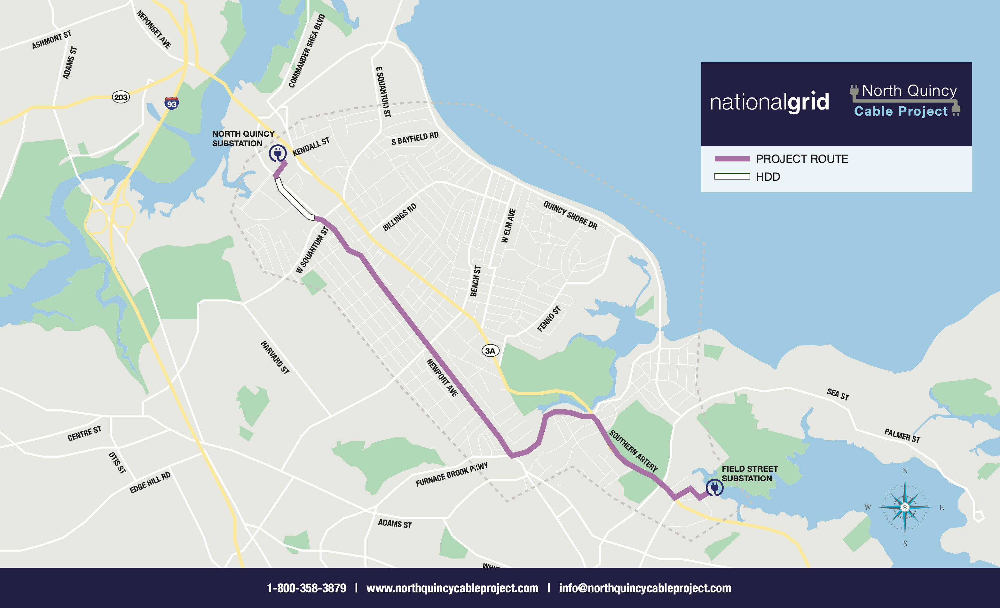 ASHMONT ST
NEPONSET AVE
ADAMS ST
COMMANDER SHEA BLVD
E SQUANTUM ST
203
INTERSTATE
93
nationalgrid
North Quincy
Cable Project
PROJECT ROUTE
HDD
NORTH QUINCY
SUBSTATION
KENDALL ST
S BAYFIELD RD
BILLINGS RD
W ELM AVE
QUINCY SHORE DR
W SQUANTUM ST
BEACH ST
FENNO ST
HARVARD ST
3A
NEWPORT AVE
SEA ST
PALMER ST
CENTRE ST
OTIS ST
EDGE HILL RD
FURNACE BROOK PKWY
SOUTHERN ARTERY
FIELD STREET
SUBSTATION
ADAMS ST
N
W
E
S
1-800-358-3879 | www.northquincycableproject.com | info@northquincycableproject.com